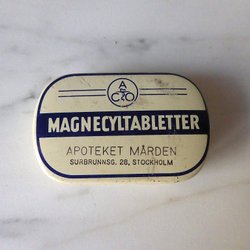 ACO
MAGNECYLTABLETTER
APOTEKET MÅRDEN
SURBRUNNSG. 28, STOCKHOLM